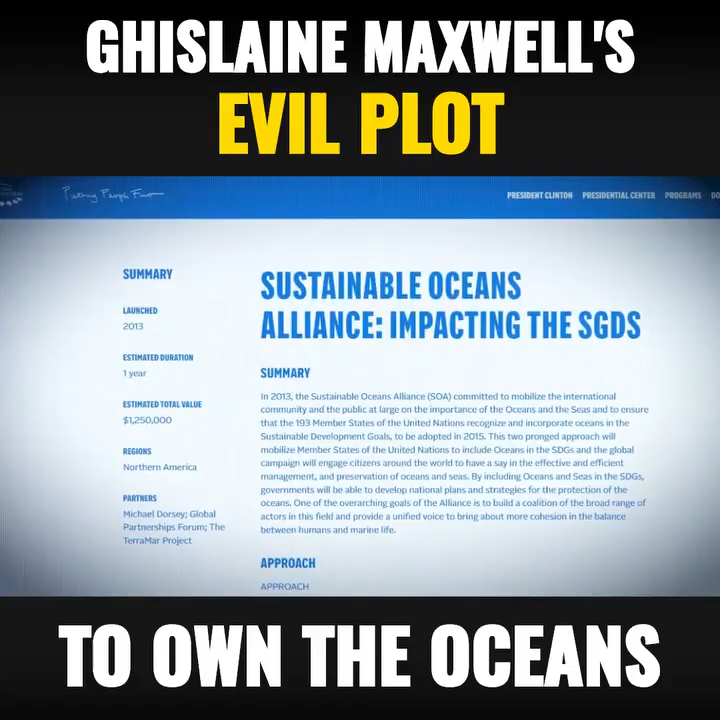 GHISLAINE MAXWELL'S
EVIL PLOT
Putting People First
PRESIDENT CLINTON PRESIDENTIAL CENTER PROGRAMS
SUMMARY
LAUNCHED
2013
ESTIMATED DURATION
1 year
ESTIMATED TOTAL VALUE
$1,250,000
REGIONS
Northern America
PARTNERS
Michael Dorsey; Global
Partnerships Forum; The
TerraMar Project
SUSTAINABLE OCEANS
ALLIANCE: IMPACTING THE SGDS
SUMMARY
In 2013, the Sustainable Oceans Alliance (SOA) committed to mobilize the international
community and the public at large on the importance of the Oceans and the Seas and to ensure
that the 193 Member States of the United Nations recognize and incorporate oceans in the
Sustainable Development Goals, to be adopted in 2015. This two pronged approach will
mobilize Member States of the United Nations to include Oceans in the SDGs and the global
campaign will engage citizens around the world to have a say in the effective and efficient
management, and preservation of oceans and seas. By including Oceans and Seas in the SDGS,
governments will be able to develop national plans and strategies for the protection of the
oceans. One of the overarching goals of the Alliance is to build a coalition of the broad range of
actors in this field and provide a unified voice to bring about more cohesion in the balance
between humans and marine life.
APPROACH
APPROACH
TO OWN THE OCEANS